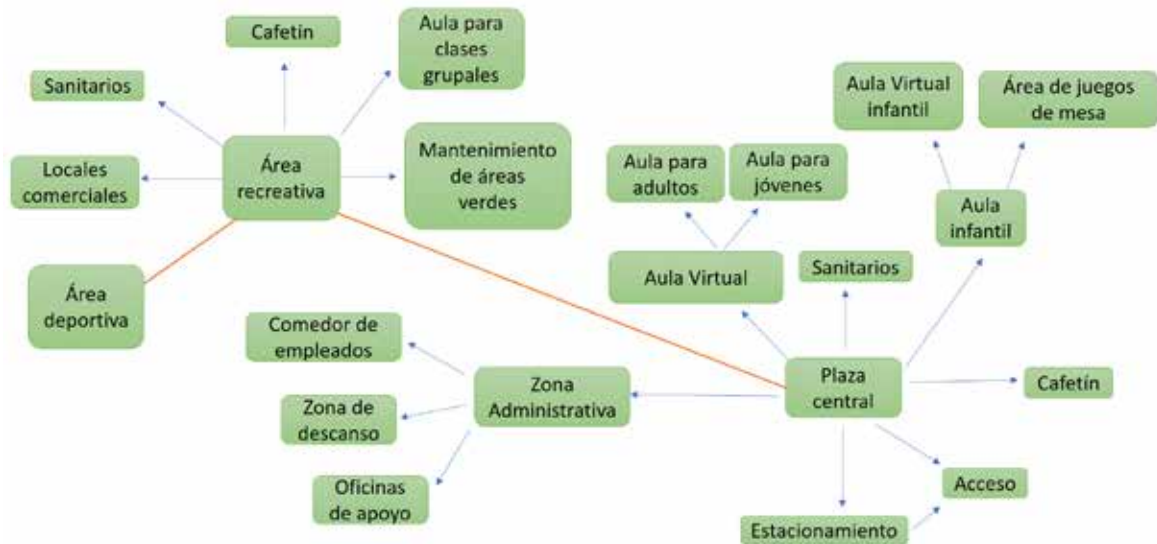 Cafetín
Aula para
clases
grupales
Sanitarios
Aula Virtual
infantil
Área de juegos
de mesa
Área
recreativa
Mantenimiento
de áreas
verdes
Locales
comerciales
Aula para
adultos
Aula para
jóvenes
Aula
infantil
Aula Virtual
Sanitarios
Área
deportiva
Comedor de
empleados
Zona
Administrativa
Plaza
central
Cafetín
Zona de
descanso
Oficinas
de apoyo
Acceso
Estacionamiento